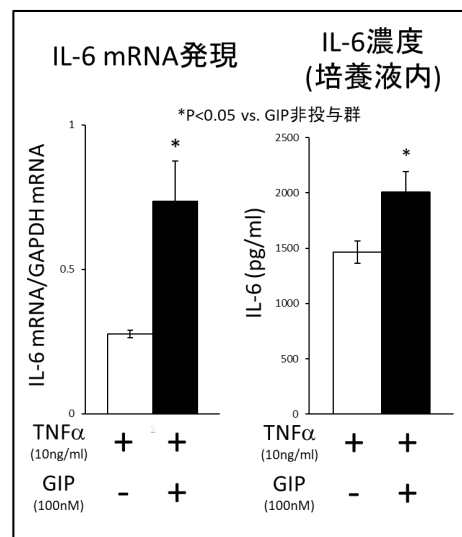 IL-6 mRNA発現
IL-6濃度
(培養液内)
*P<0.05 vs. GIP非投与群
IL-6 mRNA/GAPDH mRNA
1
0.5
0
*
TNFα
(10ng/ml)
+ +
GIP
(100nM)
- +
IL-6 (pg/ml)
2500
2000
1500
1000
500
0
*
TNFα
(10ng/ml)
+ +
GIP
(100nM)
- +